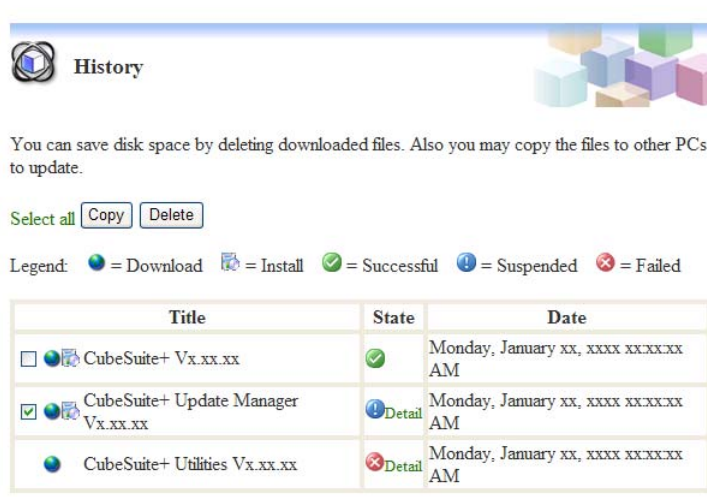 History
You can save disk space by deleting downloaded files. Also you may copy the files to other PCs
to update.
Select all Copy Delete
Legend: = Download = Install = Successful = Suspended = Failed
Title State Date
CubeSuite+ Vx.xx.xx Monday, January xx, xxxx xx:xx:xx
AM
CubeSuite+ Update Manager Detail Monday, January xx, xxxx xx:xx:xx
Vx.xx.xx AM
CubeSuite+ Utilities Vx.xx.xx Detail Monday, January xx, xxxx xx:xx:xx
AM